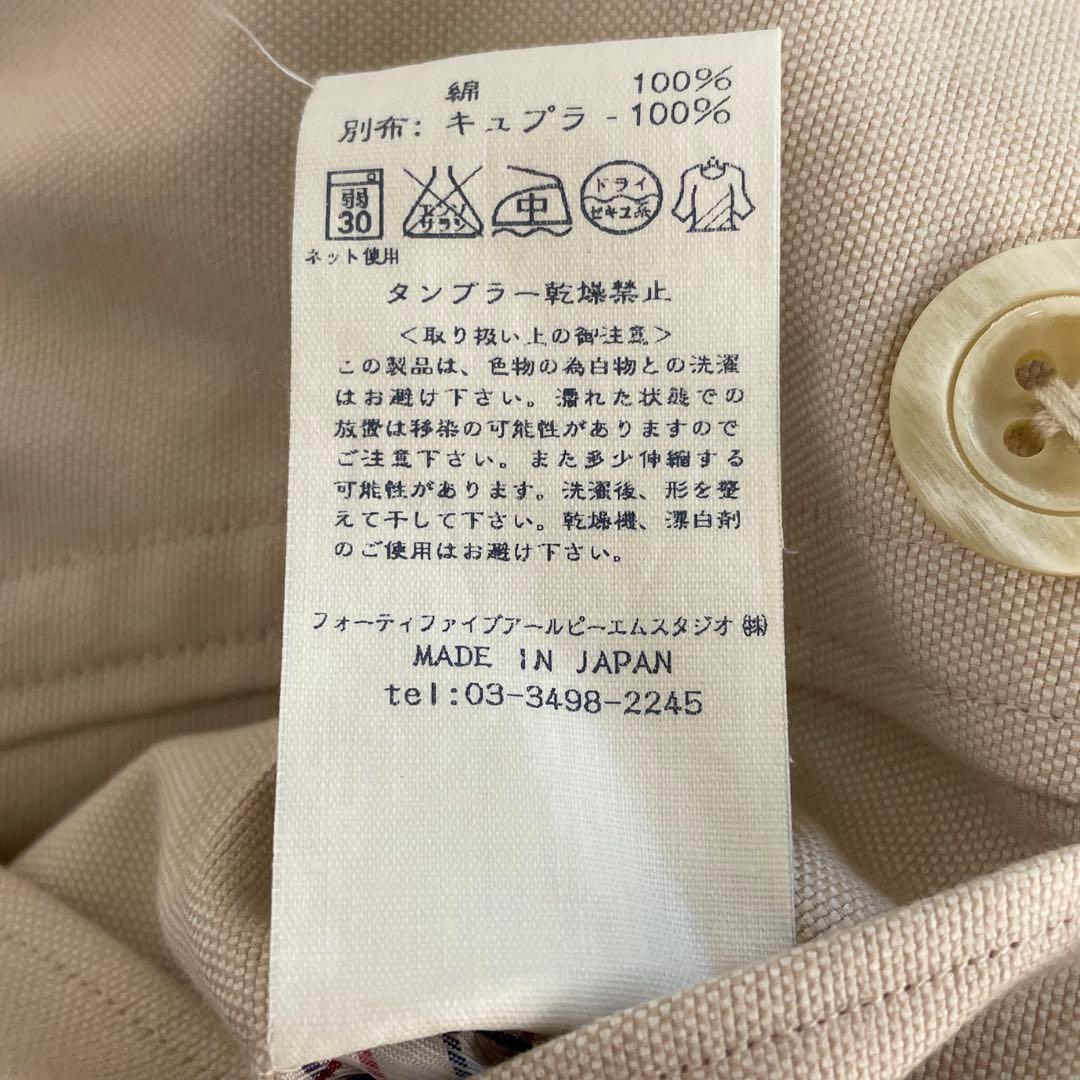 綿 100%
別布: キュプラ - 100%
弱 30
エンソ サラシ
中
ドライ セキユ系
ネット使用
タンブラー乾燥禁止
＜取り扱い上の御注意＞
この製品は、色物の為白物との洗濯
はお避け下さい。濡れた状態での
放置は移染の可能性がありますので
ご注意下さい。また多少伸縮する
可能性があります。洗濯後、形を整
えて干して下さい。乾燥機、漂白剤
のご使用はお避け下さい。
フォーティファイブアールピーエムスタジオ㈱
MADE IN JAPAN
tel:03-3498-2245